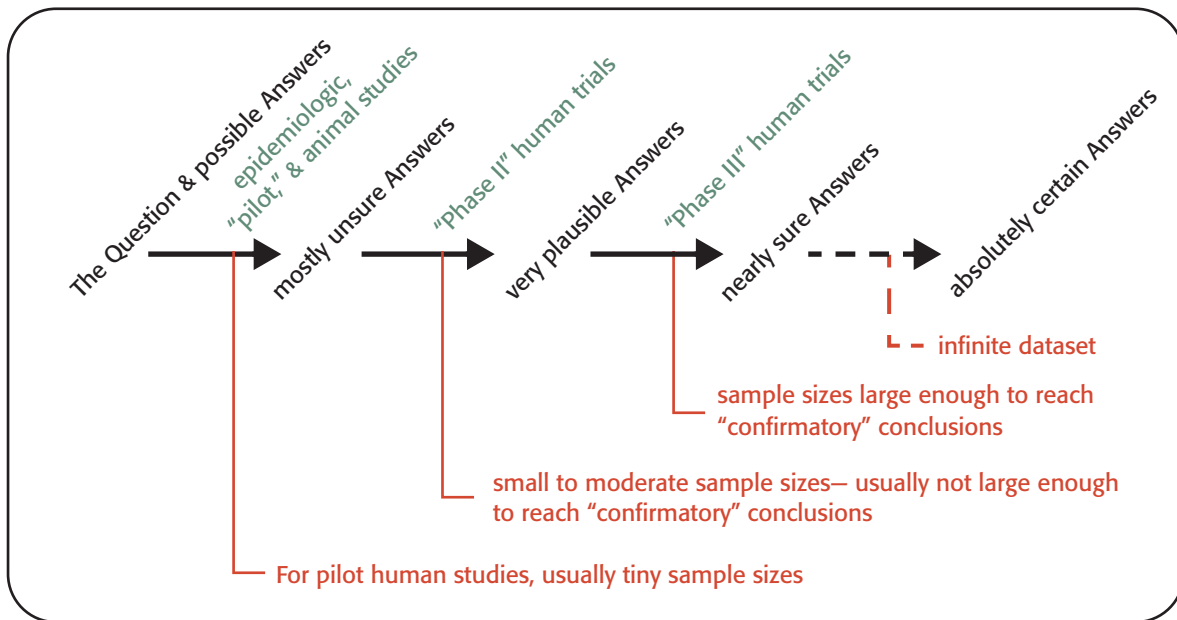 The Question & possible Answers
epidemiologic,
“pilot,” & animal studies
mostly unsure Answers
“Phase II” human trials
very plausible Answers
“Phase III” human trials
nearly sure Answers
absolutely certain Answers
infinite dataset
sample sizes large enough to reach
“confirmatory” conclusions
small to moderate sample sizes— usually not large enough
to reach “confirmatory” conclusions
For pilot human studies, usually tiny sample sizes